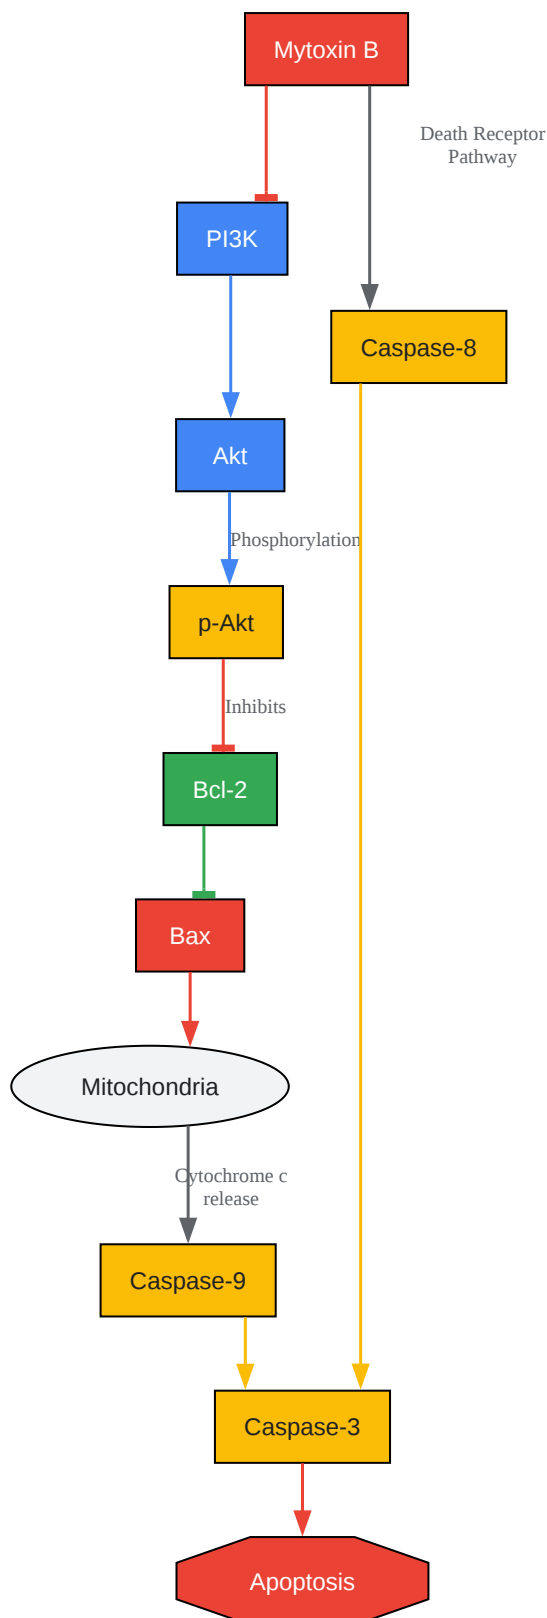 Mytoxin B
Death Receptor
Pathway
PI3K
Caspase-8
Akt
Phosphorylation
p-Akt
Inhibits
Bcl-2
Bax
Mitochondria
Cytochrome c
release
Caspase-9
Caspase-3
Apoptosis